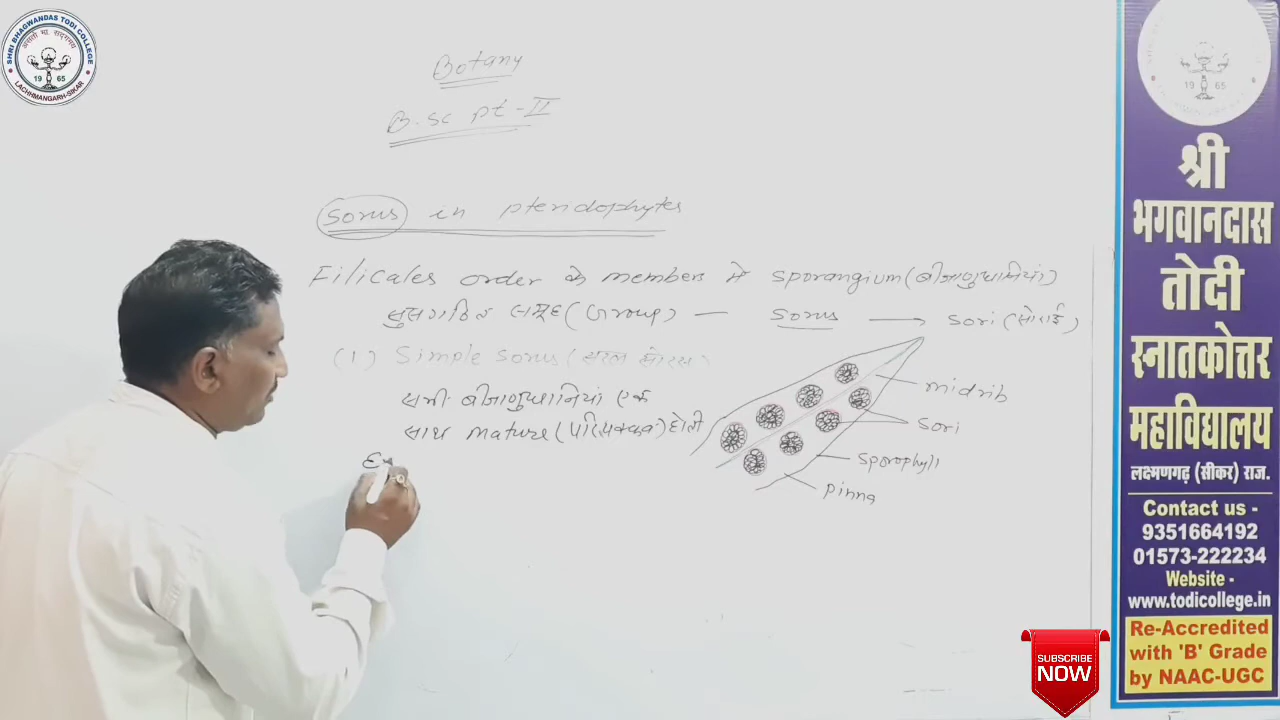 SHRI BHAGWANDAS TODI COLLEGE
19 65
LACHHMANGARH-SIKAR
Botany
B.sc pt-II
Sorus in pteridophytes
Filicales order के members में sporangium (बीजाणुधानियां)
सुसंगठित समूह (Group) — Sorus → Sori (सोराई)
(1) Simple Sorus (सरल सोरस)
सभी बीजाणुधानियां एक
साथ mature (परिपक्व) होती
Ex
midrib
Sori
sporophyll
pinna
1965
श्री
भगवानदास
तोदी
स्नातकोत्तर
महाविद्यालय
लक्ष्मणगढ़ (सीकर) राज.
Contact us -
9351664192
01573-222234
Website -
www.todicollege.in
Re-Accredited
with 'B' Grade
by NAAC-UGC
SUBSCRIBE
NOW